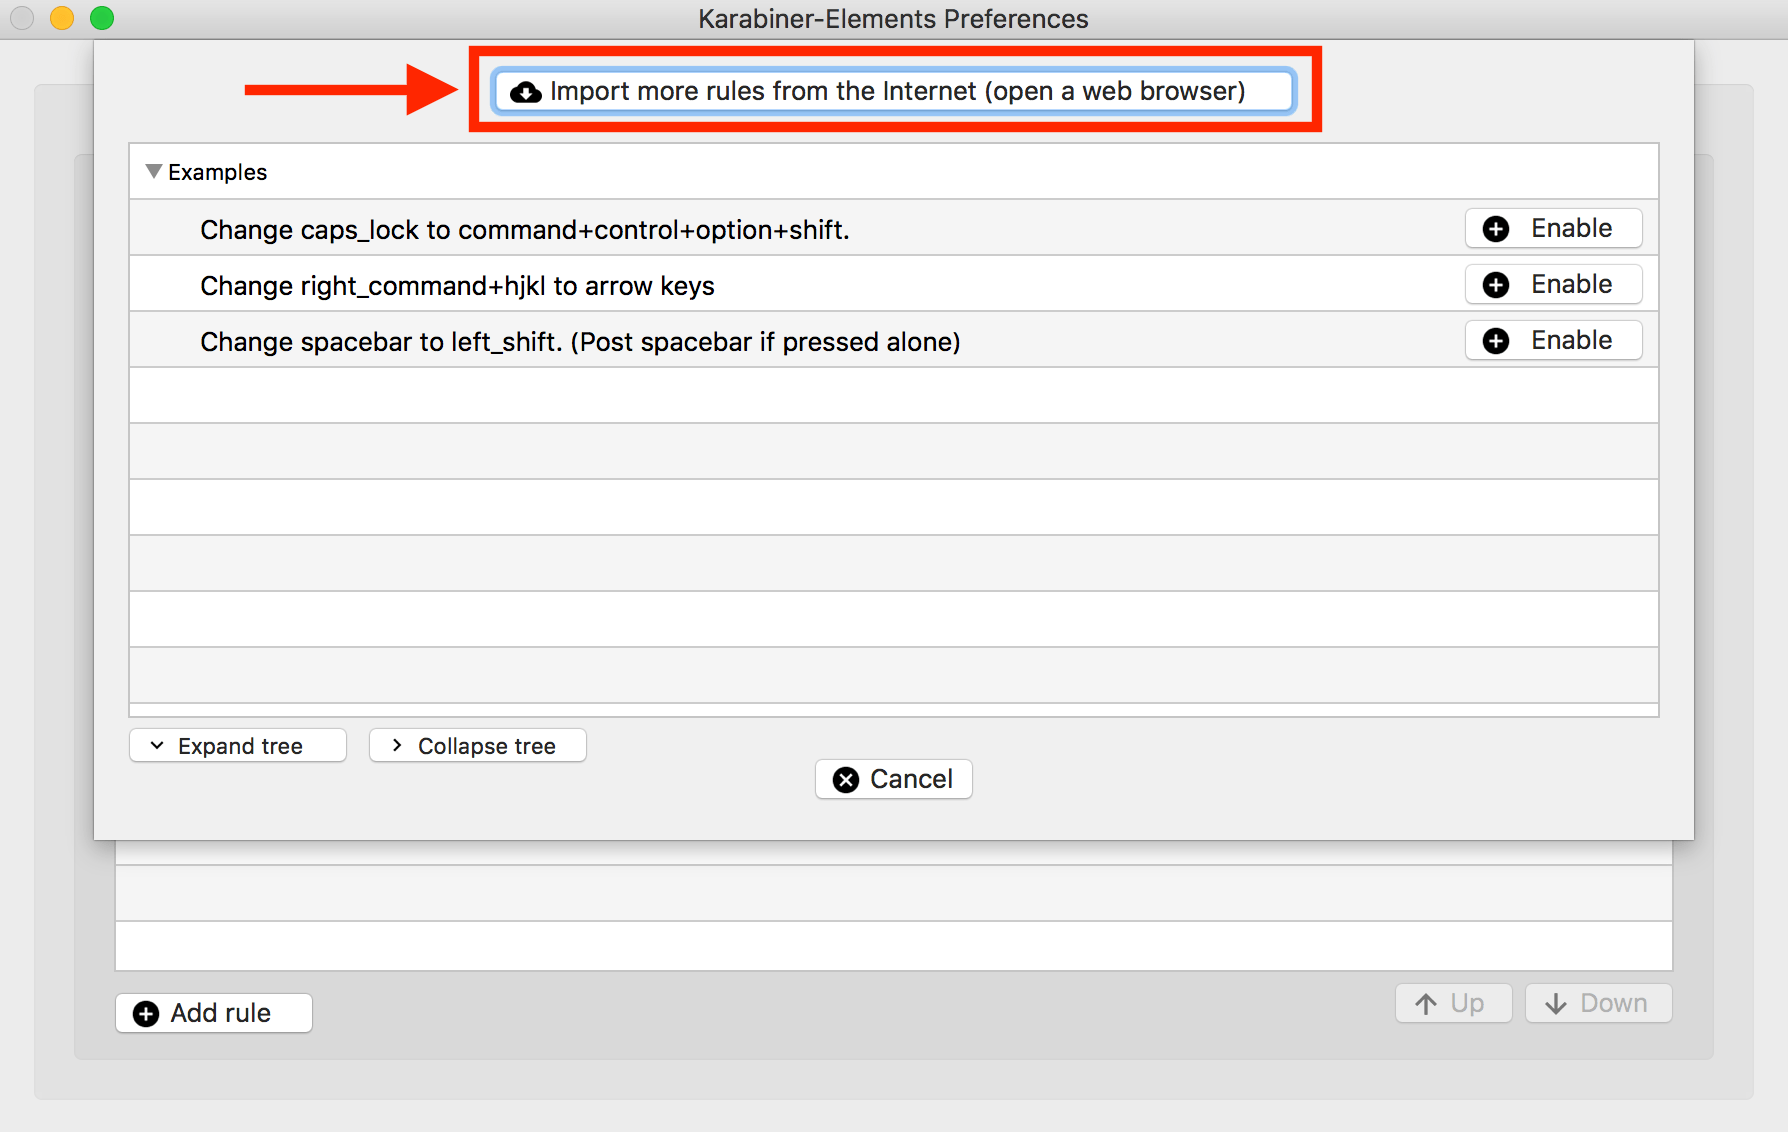 Karabiner-Elements Preferences
Import more rules from the Internet (open a web browser)
Examples
Change caps_lock to command+control+option+shift.
Enable
Change right_command+hjkl to arrow keys
Enable
Change spacebar to left_shift. (Post spacebar if pressed alone)
Enable
Expand tree
Collapse tree
Cancel
Add rule
Up
Down